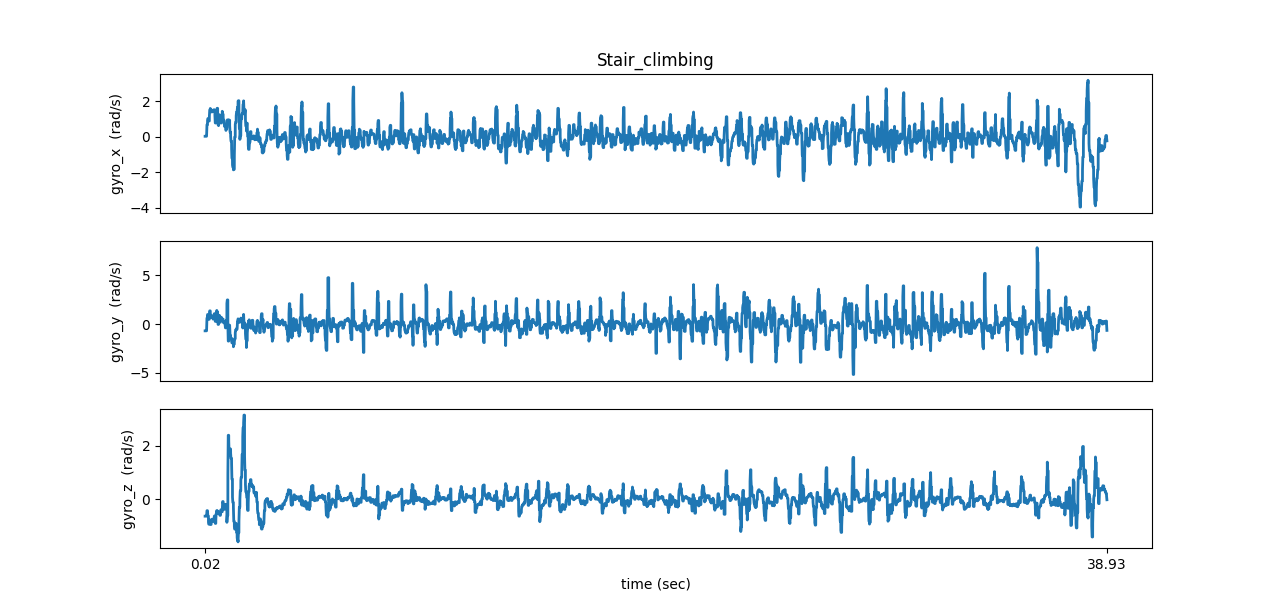 Stair_climbing
gyro_x (rad/s)
2
0
−2
−4
gyro_y (rad/s)
5
0
−5
gyro_z (rad/s)
2
0
0.02
38.93
time (sec)